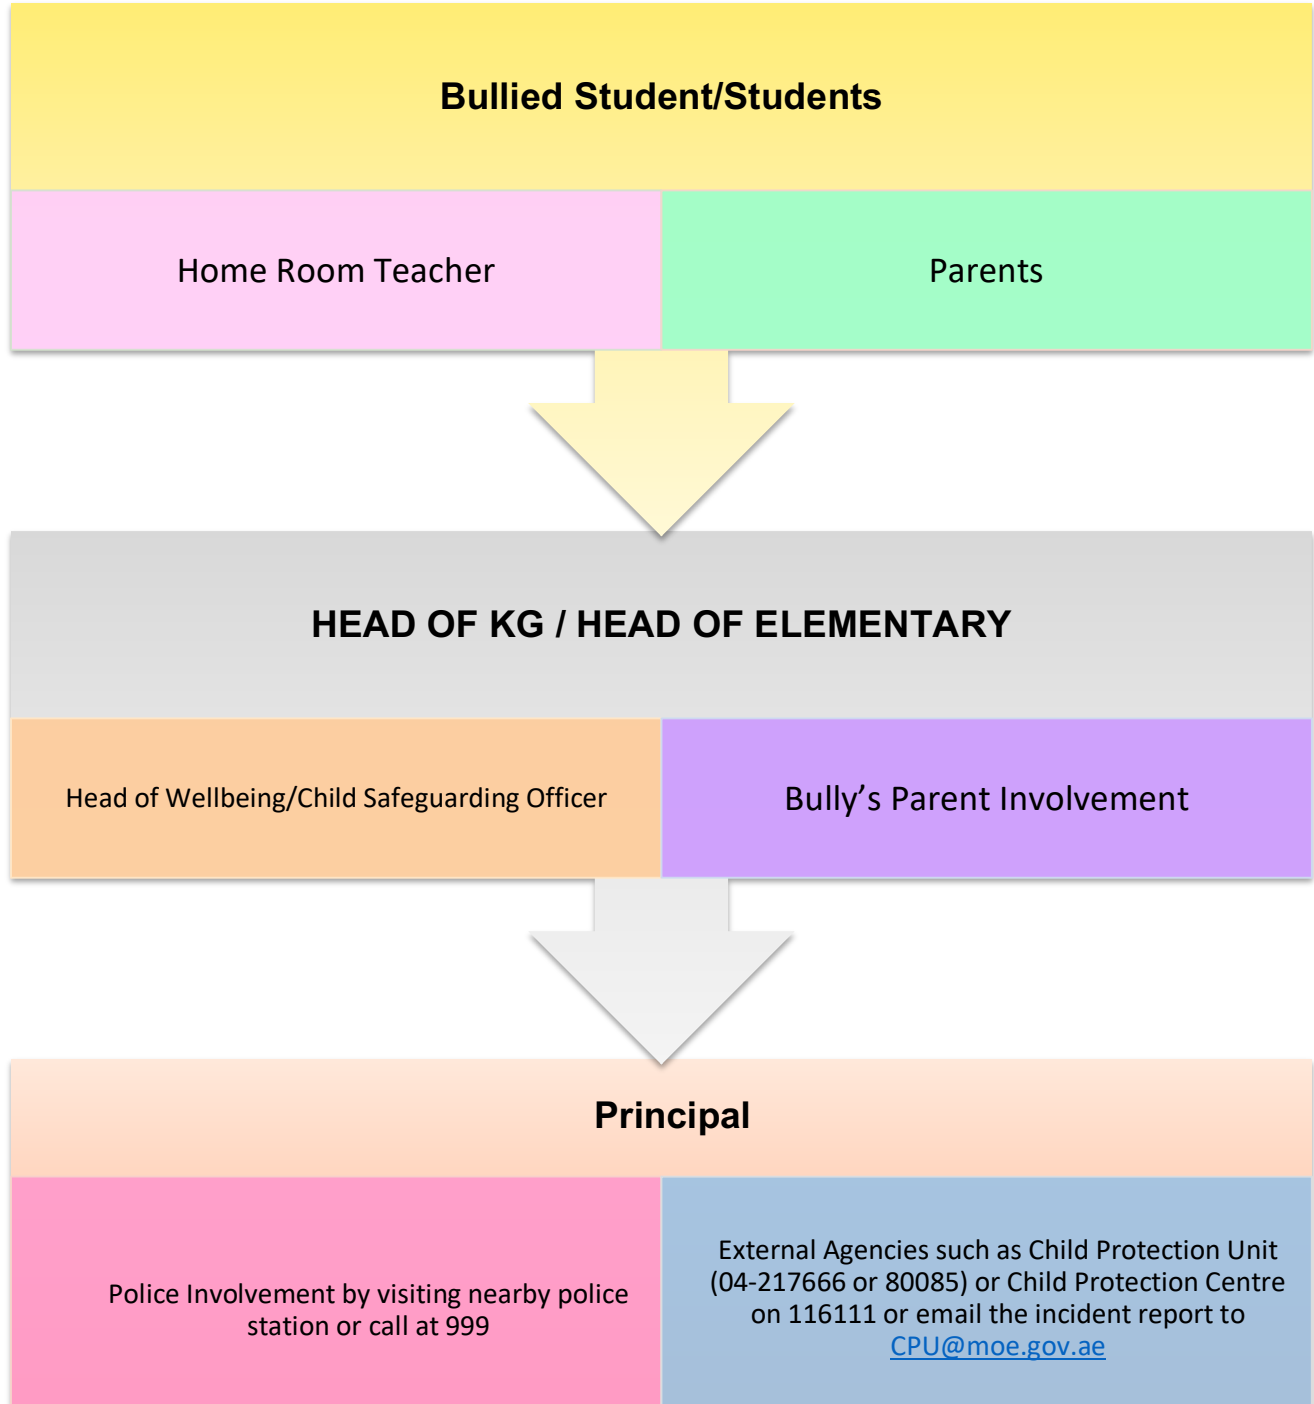 Bullied Student/Students
Home Room Teacher
Parents
HEAD OF KG / HEAD OF ELEMENTARY
Head of Wellbeing/Child Safeguarding Officer
Bully’s Parent Involvement
Principal
Police Involvement by visiting nearby police
station or call at 999
External Agencies such as Child Protection Unit
(04-217666 or 80085) or Child Protection Centre
on 116111 or email the incident report to
CPU@moe.gov.ae